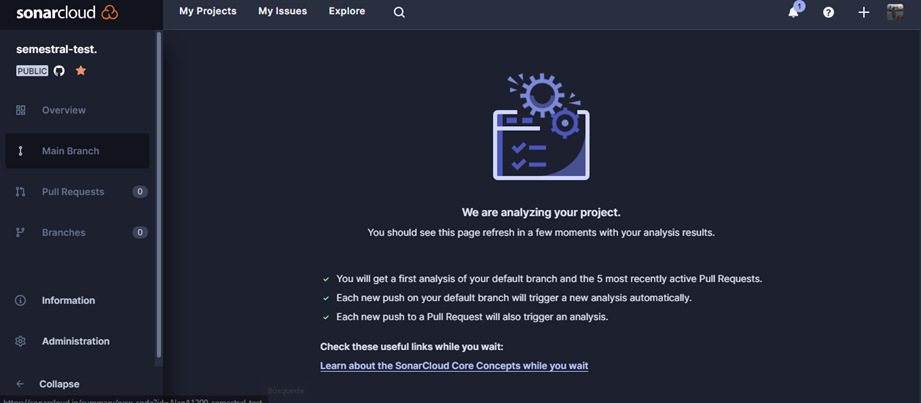 sonarcloud
My Projects My Issues Explore
1
semestral-test.
PUBLIC
Overview
Main Branch
Pull Requests 0
Branches 0
Information
Administration
Collapse
We are analyzing your project.
You should see this page refresh in a few moments with your analysis results.
You will get a first analysis of your default branch and the 5 most recently active Pull Requests.
Each new push on your default branch will trigger a new analysis automatically.
Each new push to a Pull Request will also trigger an analysis.
Check these useful links while you wait:
Learn about the SonarCloud Core Concepts while you wait